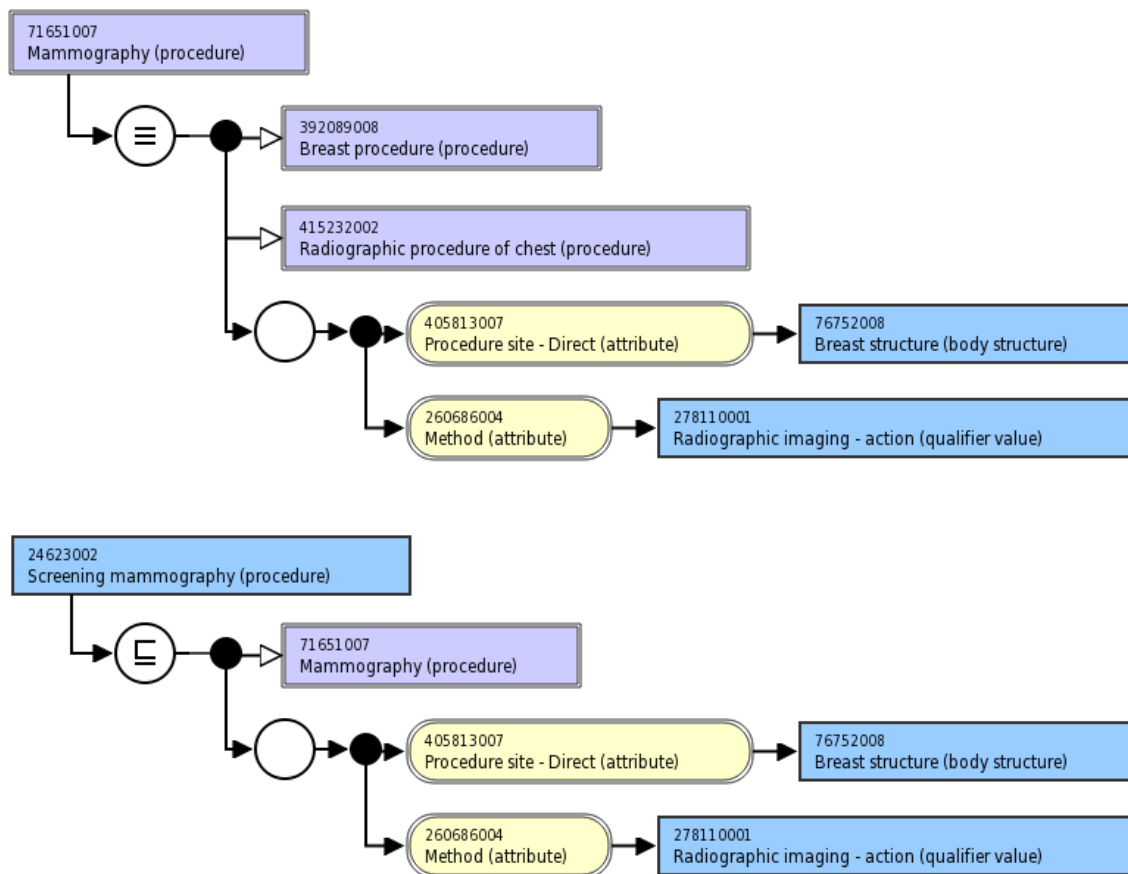 71651007
Mammography (procedure)
≡
392089008
Breast procedure (procedure)
415232002
Radiographic procedure of chest (procedure)
405813007
Procedure site - Direct (attribute)
76752008
Breast structure (body structure)
260686004
Method (attribute)
278110001
Radiographic imaging - action (qualifier value)
24623002
Screening mammography (procedure)
⊑
71651007
Mammography (procedure)
405813007
Procedure site - Direct (attribute)
76752008
Breast structure (body structure)
260686004
Method (attribute)
278110001
Radiographic imaging - action (qualifier value)